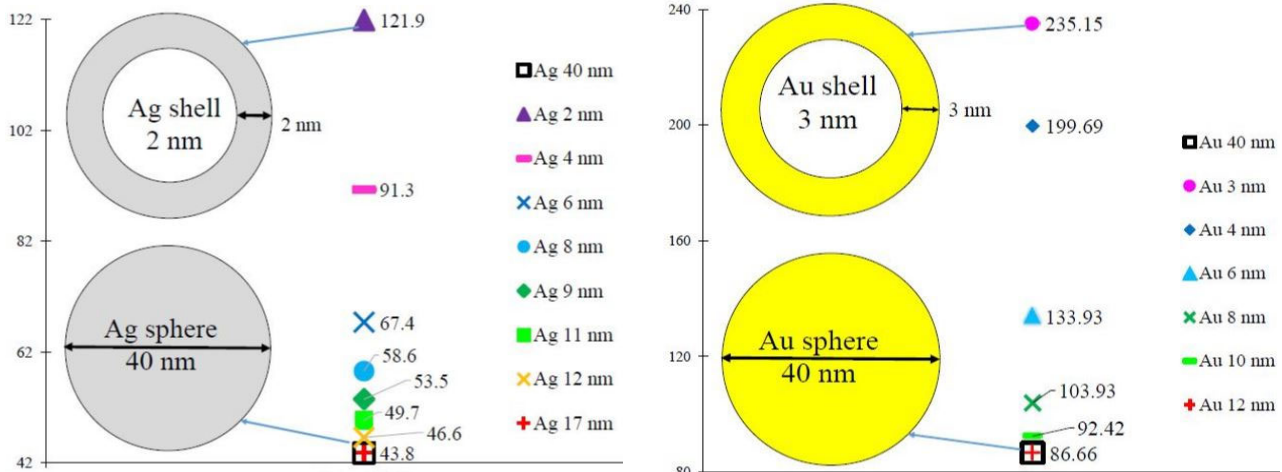 122
102
82
62
42
Ag shell
2 nm
2 nm
Ag sphere
40 nm
121.9
91.3
67.4
58.6
53.5
49.7
46.6
43.8
Ag 40 nm
Ag 2 nm
Ag 4 nm
Ag 6 nm
Ag 8 nm
Ag 9 nm
Ag 11 nm
Ag 12 nm
Ag 17 nm
240
200
160
120
80
Au shell
3 nm
3 nm
Au sphere
40 nm
235.15
199.69
133.93
103.93
92.42
86.66
Au 40 nm
Au 3 nm
Au 4 nm
Au 6 nm
Au 8 nm
Au 10 nm
Au 12 nm